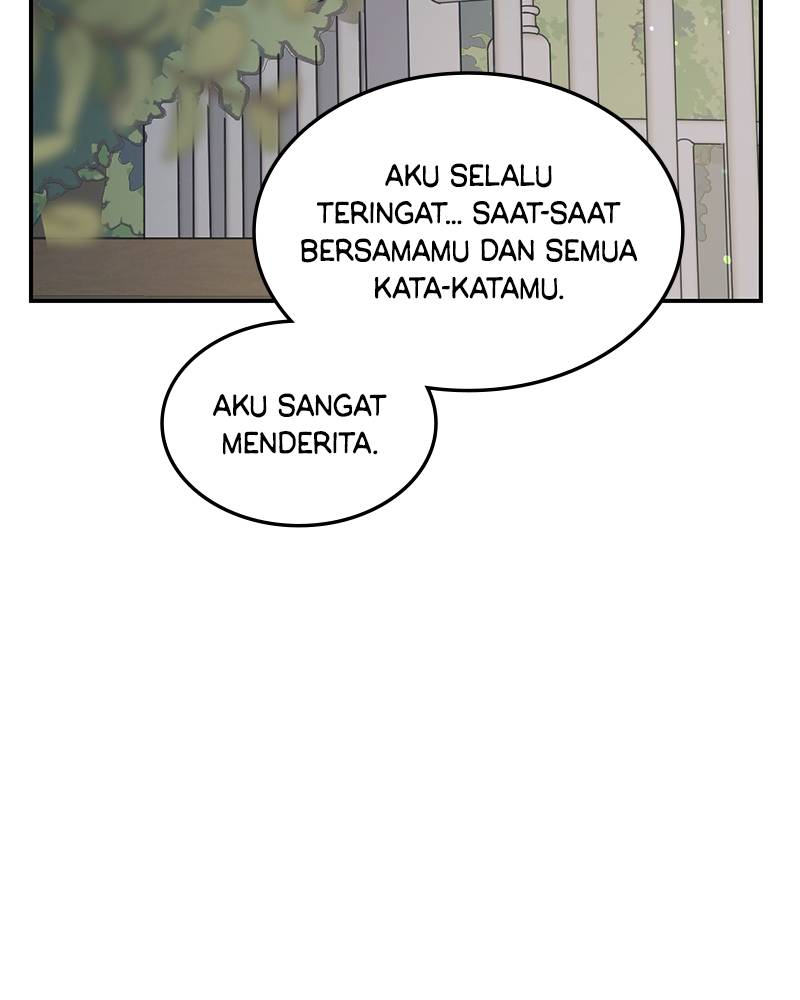 AKU SELALU
TERINGAT... SAAT-SAAT
BERSAMAMU DAN SEMUA
KATA-KATAMU.
AKU SANGAT
MENDERITA.